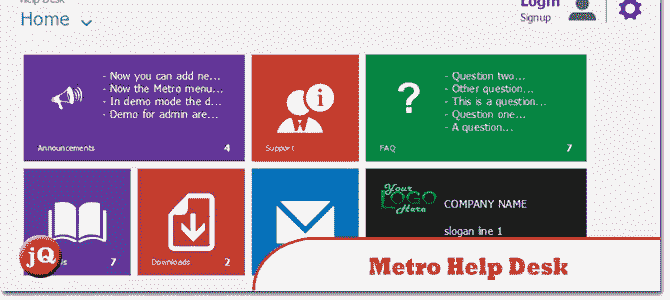 Help Desk
Home
Login
Signup
- Now you can add ne...
- Now the Metro menu...
- In demo mode the d...
- Demo for admin are...
Announcements 4
i
Support
?
- Question two...
- Other question...
- This is a question...
- Question one...
- A question...
FAQ 7
7
Downloads 2
Your
LOGO
Here
COMPANY NAME
slogan line 1
jQ
Metro Help Desk